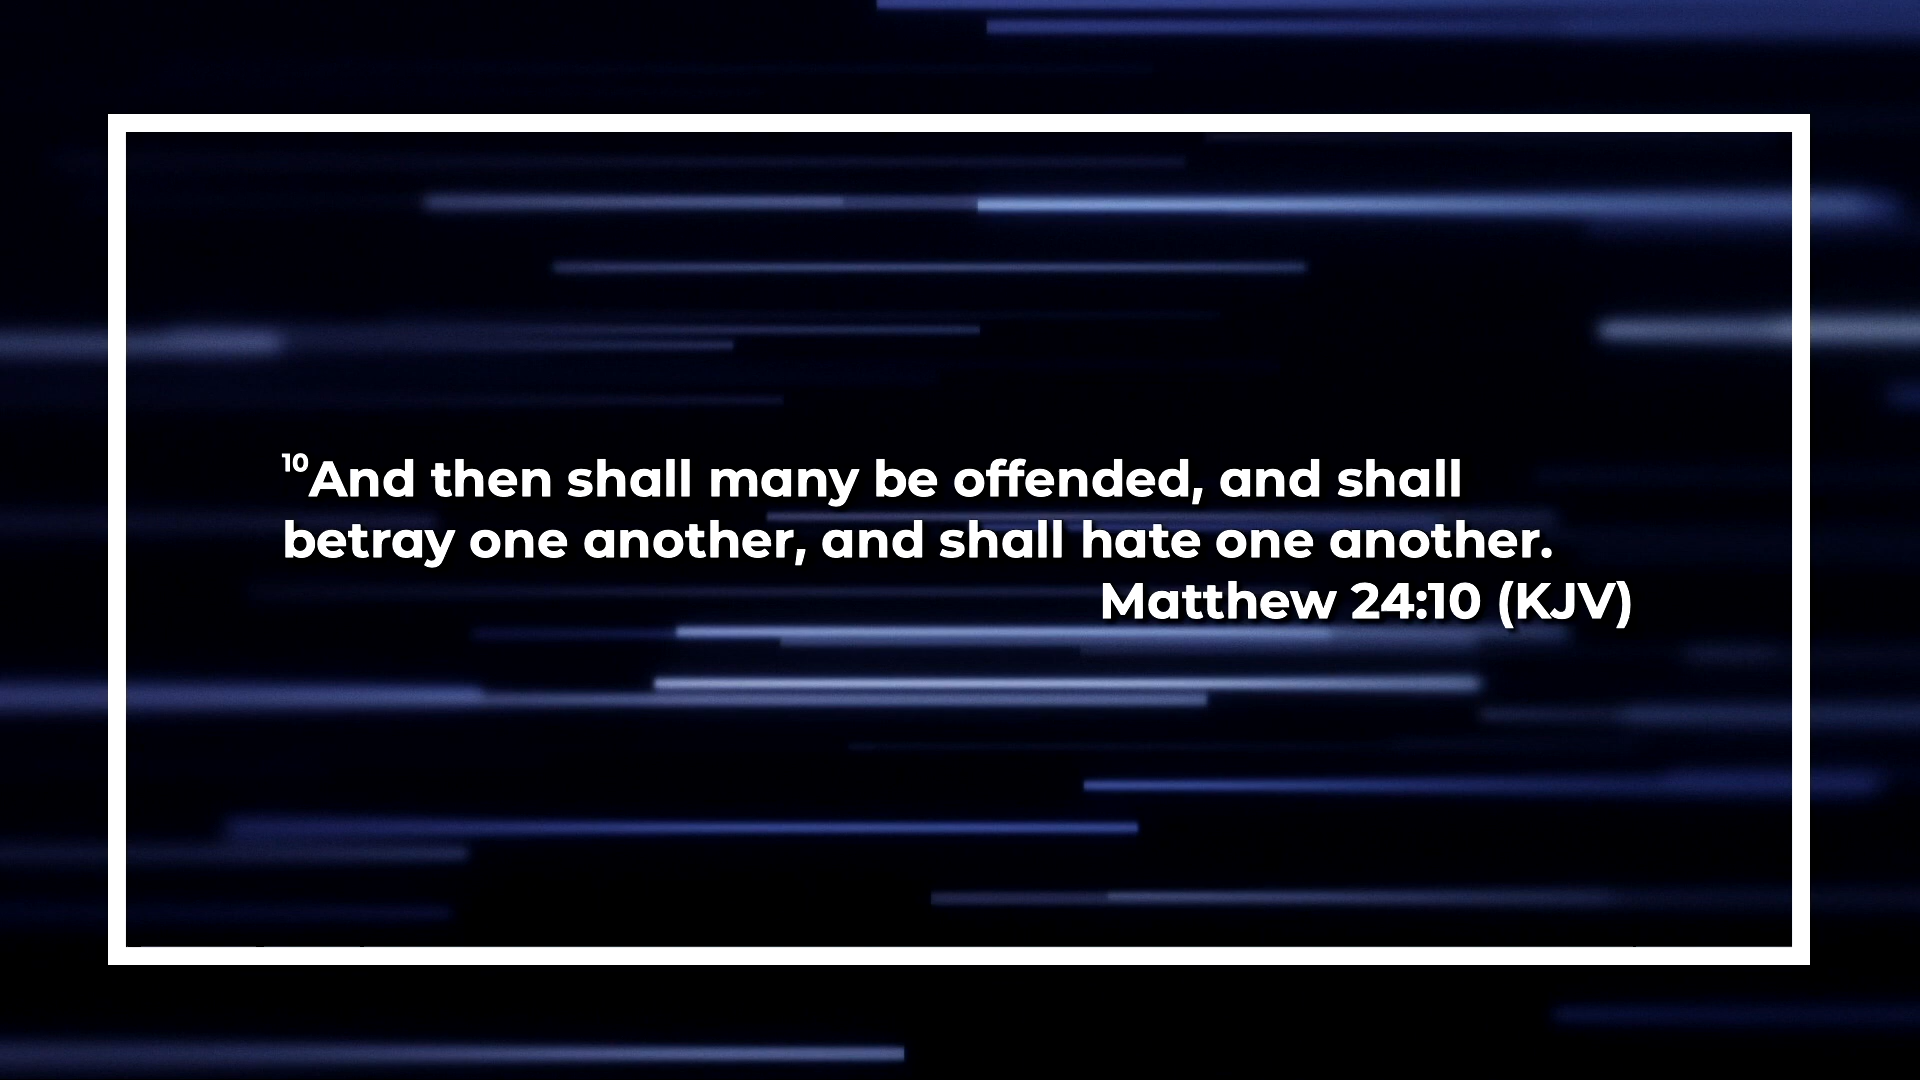 ¹⁰And then shall many be offended, and shall
betray one another, and shall hate one another.
Matthew 24:10 (KJV)